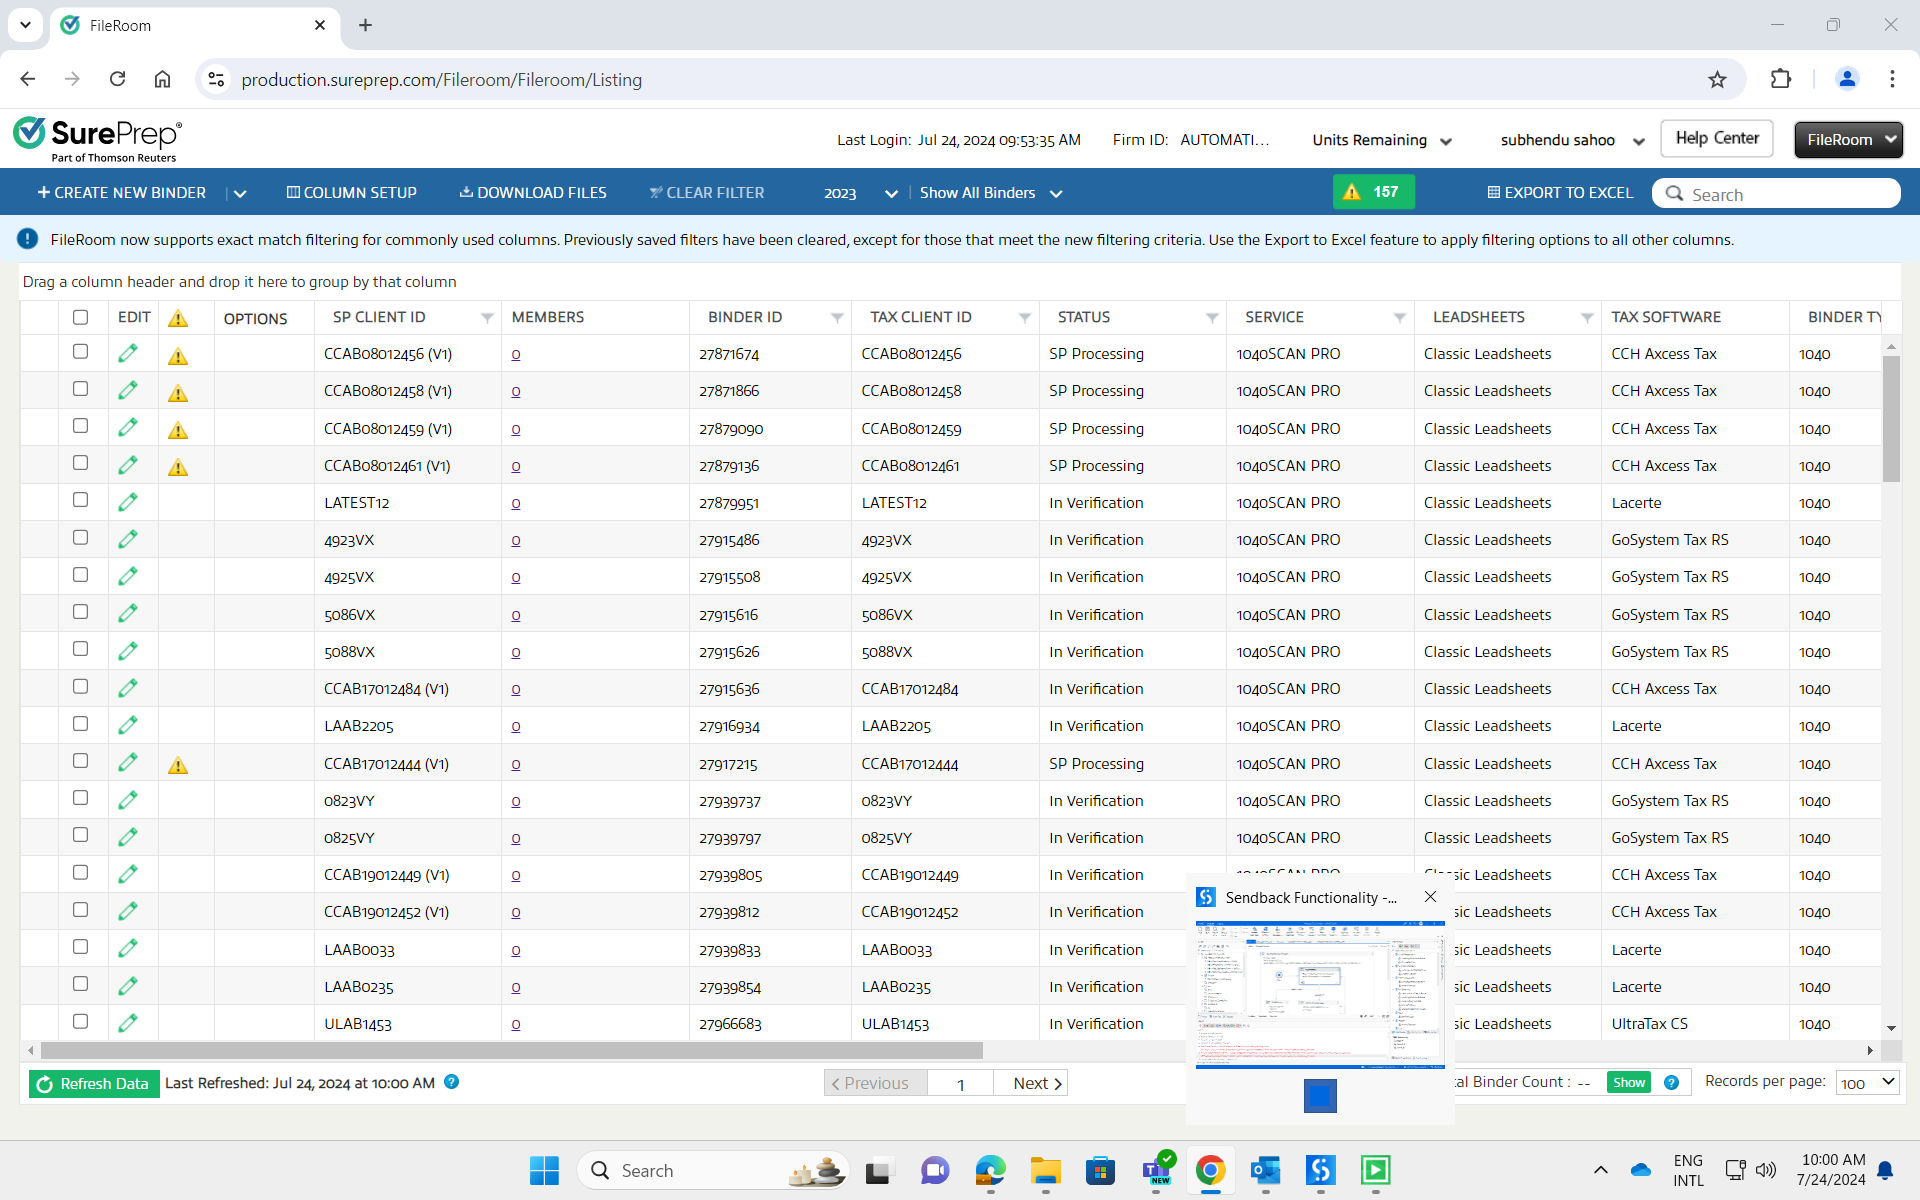 FileRoom
production.sureprep.com/Fileroom/Fileroom/Listing
SurePrep®
Part of Thomson Reuters
Last Login: Jul 24, 2024 09:53:35 AM Firm ID: AUTOMATI... Units Remaining subhendu sahoo Help Center FileRoom
+ CREATE NEW BINDER COLUMN SETUP DOWNLOAD FILES CLEAR FILTER 2023 Show All Binders 157 EXPORT TO EXCEL Search
FileRoom now supports exact match filtering for commonly used columns. Previously saved filters have been cleared, except for those that meet the new filtering criteria. Use the Export to Excel feature to apply filtering options to all other columns.
Drag a column header and drop it here to group by that column
EDIT OPTIONS SP CLIENT ID MEMBERS BINDER ID TAX CLIENT ID STATUS SERVICE LEADSHEETS TAX SOFTWARE BINDER TY
CCAB08012456 (V1) 0 27871674 CCAB08012456 SP Processing 1040SCAN PRO Classic Leadsheets CCH Axcess Tax 1040
CCAB08012458 (V1) 0 27871866 CCAB08012458 SP Processing 1040SCAN PRO Classic Leadsheets CCH Axcess Tax 1040
CCAB08012459 (V1) 0 27879090 CCAB08012459 SP Processing 1040SCAN PRO Classic Leadsheets CCH Axcess Tax 1040
CCAB08012461 (V1) 0 27879136 CCAB08012461 SP Processing 1040SCAN PRO Classic Leadsheets CCH Axcess Tax 1040
LATEST12 0 27879951 LATEST12 In Verification 1040SCAN PRO Classic Leadsheets Lacerte 1040
4923VX 0 27915486 4923VX In Verification 1040SCAN PRO Classic Leadsheets GoSystem Tax RS 1040
4925VX 0 27915508 4925VX In Verification 1040SCAN PRO Classic Leadsheets GoSystem Tax RS 1040
5086VX 0 27915616 5086VX In Verification 1040SCAN PRO Classic Leadsheets GoSystem Tax RS 1040
5088VX 0 27915626 5088VX In Verification 1040SCAN PRO Classic Leadsheets GoSystem Tax RS 1040
CCAB17012484 (V1) 0 27915636 CCAB17012484 In Verification 1040SCAN PRO Classic Leadsheets CCH Axcess Tax 1040
LAAB2205 0 27916934 LAAB2205 In Verification 1040SCAN PRO Classic Leadsheets Lacerte 1040
CCAB17012444 (V1) 0 27917215 CCAB17012444 SP Processing 1040SCAN PRO Classic Leadsheets CCH Axcess Tax 1040
0823VY 0 27939737 0823VY In Verification 1040SCAN PRO Classic Leadsheets GoSystem Tax RS 1040
0825VY 0 27939797 0825VY In Verification 1040SCAN PRO Classic Leadsheets GoSystem Tax RS 1040
CCAB19012449 (V1) 0 27939805 CCAB19012449 In Verification 1040SCAN PRO sic Leadsheets CCH Axcess Tax 1040
CCAB19012452 (V1) 0 27939812 CCAB19012452 In Verification sic Leadsheets CCH Axcess Tax 1040
LAAB0033 0 27939833 LAAB0033 In Verification sic Leadsheets Lacerte 1040
LAAB0235 0 27939854 LAAB0235 In Verification sic Leadsheets Lacerte 1040
ULAB1453 0 27966683 ULAB1453 In Verification sic Leadsheets UltraTax CS 1040
Sendback Functionality -...
Refresh Data Last Refreshed: Jul 24, 2024 at 10:00 AM Previous 1 Next tal Binder Count : -- Show Records per page: 100
Search
NEW
ENG
INTL
10:00 AM
7/24/2024